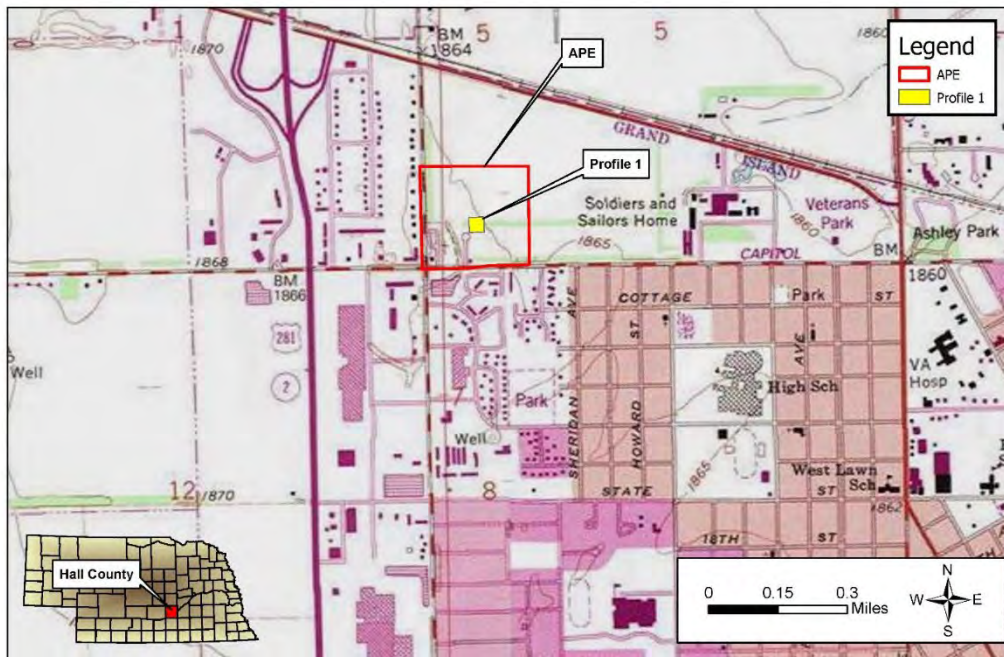 1
1870
BM
1864
5
5
1860
Legend
APE
Profile 1
APE
GRAND
ISLAND
Profile 1
Soldiers and
Sailors Home
Veterans
Park
1860
Ashley Park
1868
1865
CAPITOL
BM
BM
1866
1860
COTTAGE
ST
Park
AVE
ST
AVE
281
2
Well
Park
High Sch
VA
Hosp
Well
SHERIDAN
HOWARD
1865
West Lawn
Sch
12
1870
8
STATE
ST
1862
18TH
ST
Hall County
0 0.15 0.3
Miles
N
W E
S